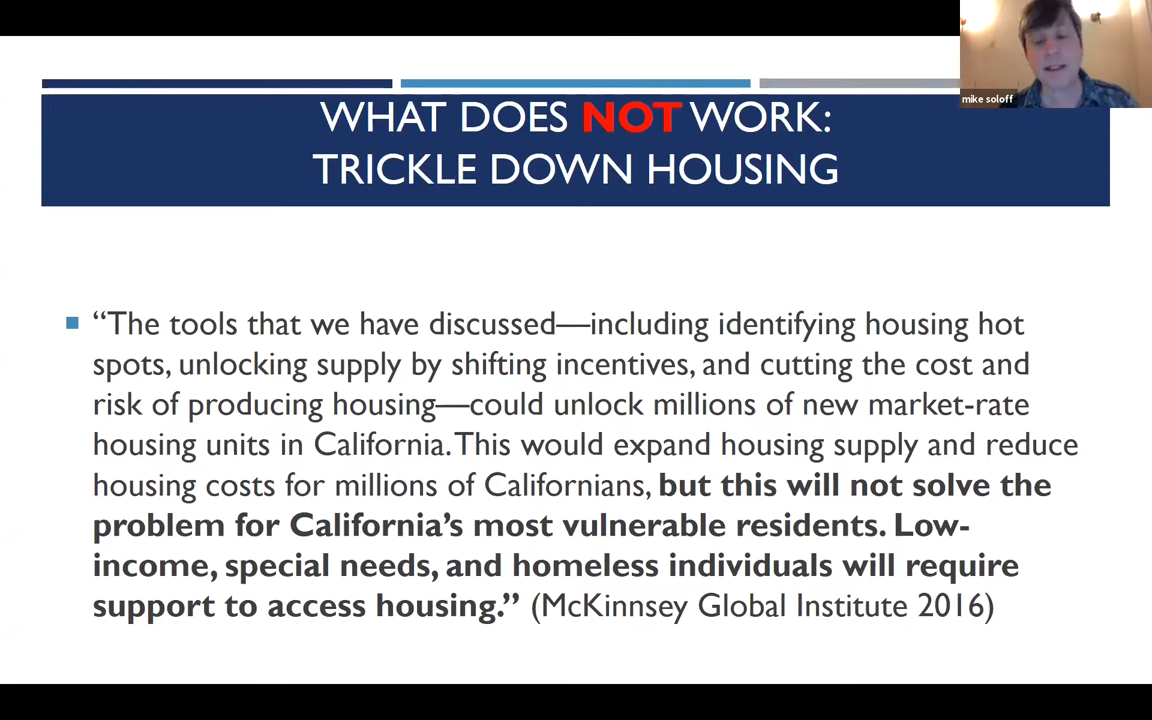 mike soloff
WHAT DOES NOT WORK:
TRICKLE DOWN HOUSING
“The tools that we have discussed—including identifying housing hot
spots, unlocking supply by shifting incentives, and cutting the cost and
risk of producing housing—could unlock millions of new market-rate
housing units in California. This would expand housing supply and reduce
housing costs for millions of Californians, but this will not solve the
problem for California’s most vulnerable residents. Low-
income, special needs, and homeless individuals will require
support to access housing.” (McKinnsey Global Institute 2016)